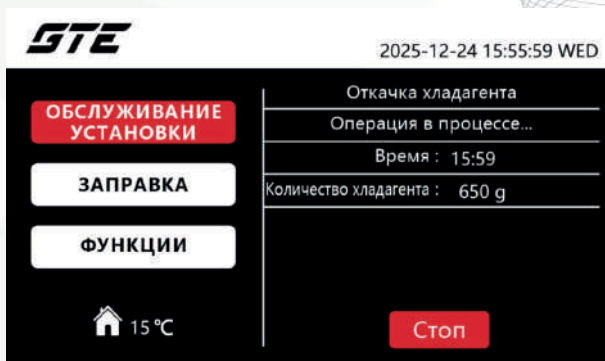 GTE
2025-12-24 15:55:59 WED
ОБСЛУЖИВАНИЕ
УСТАНОВКИ
ЗАПРАВКА
ФУНКЦИИ
15 ℃
Откачка хладагента
Операция в процессе...
Время : 15:59
Количество хладагента : 650 g
Стоп